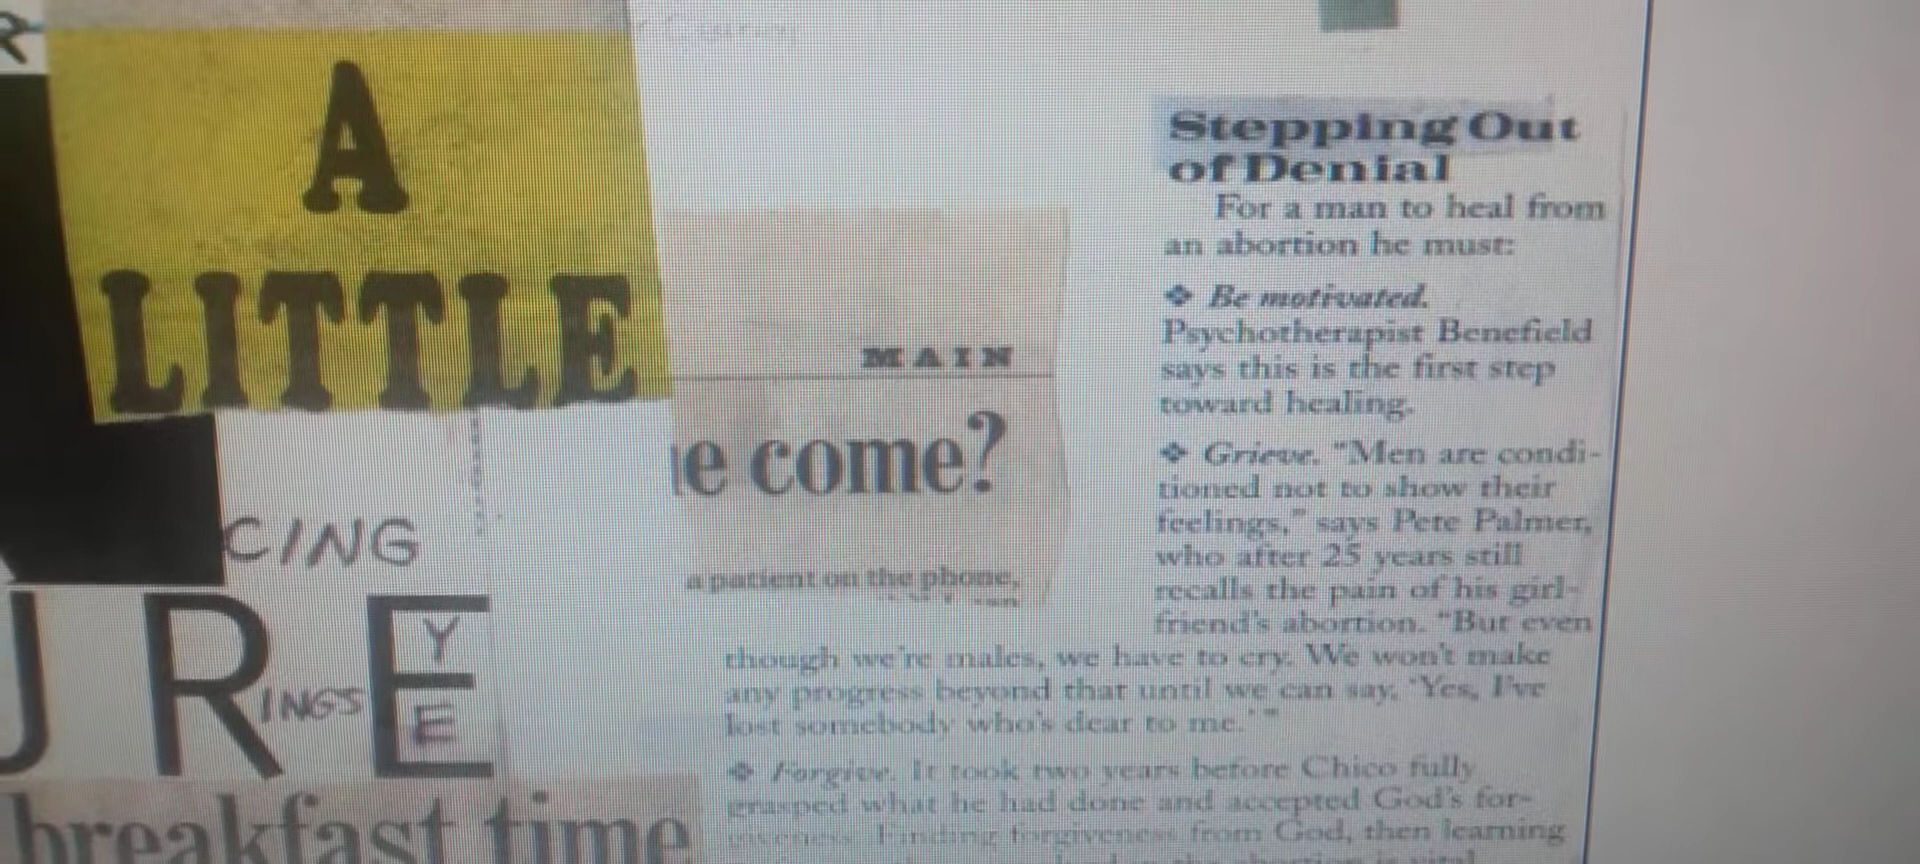 R
A
LITTLE
MAIN
e come?
a patient on the phone,
CING
URE
INGS
Y
E
breakfast time
Stepping Out
of Denial
For a man to heal from
an abortion he must:
❖ Be motivated.
Psychotherapist Benefield
says this is the first step
toward healing.
❖ Grieve. "Men are condi-
tioned not to show their
feelings," says Pete Palmer,
who after 25 years still
recalls the pain of his girl-
friend's abortion. "But even
though we're males, we have to cry. We won't make
any progress beyond that until we can say, 'Yes, I've
lost somebody who's dear to me.'"
❖ Forgive. It took two years before Chico fully
grasped what he had done and accepted God's for-
giveness. Finding forgiveness from God, then learning